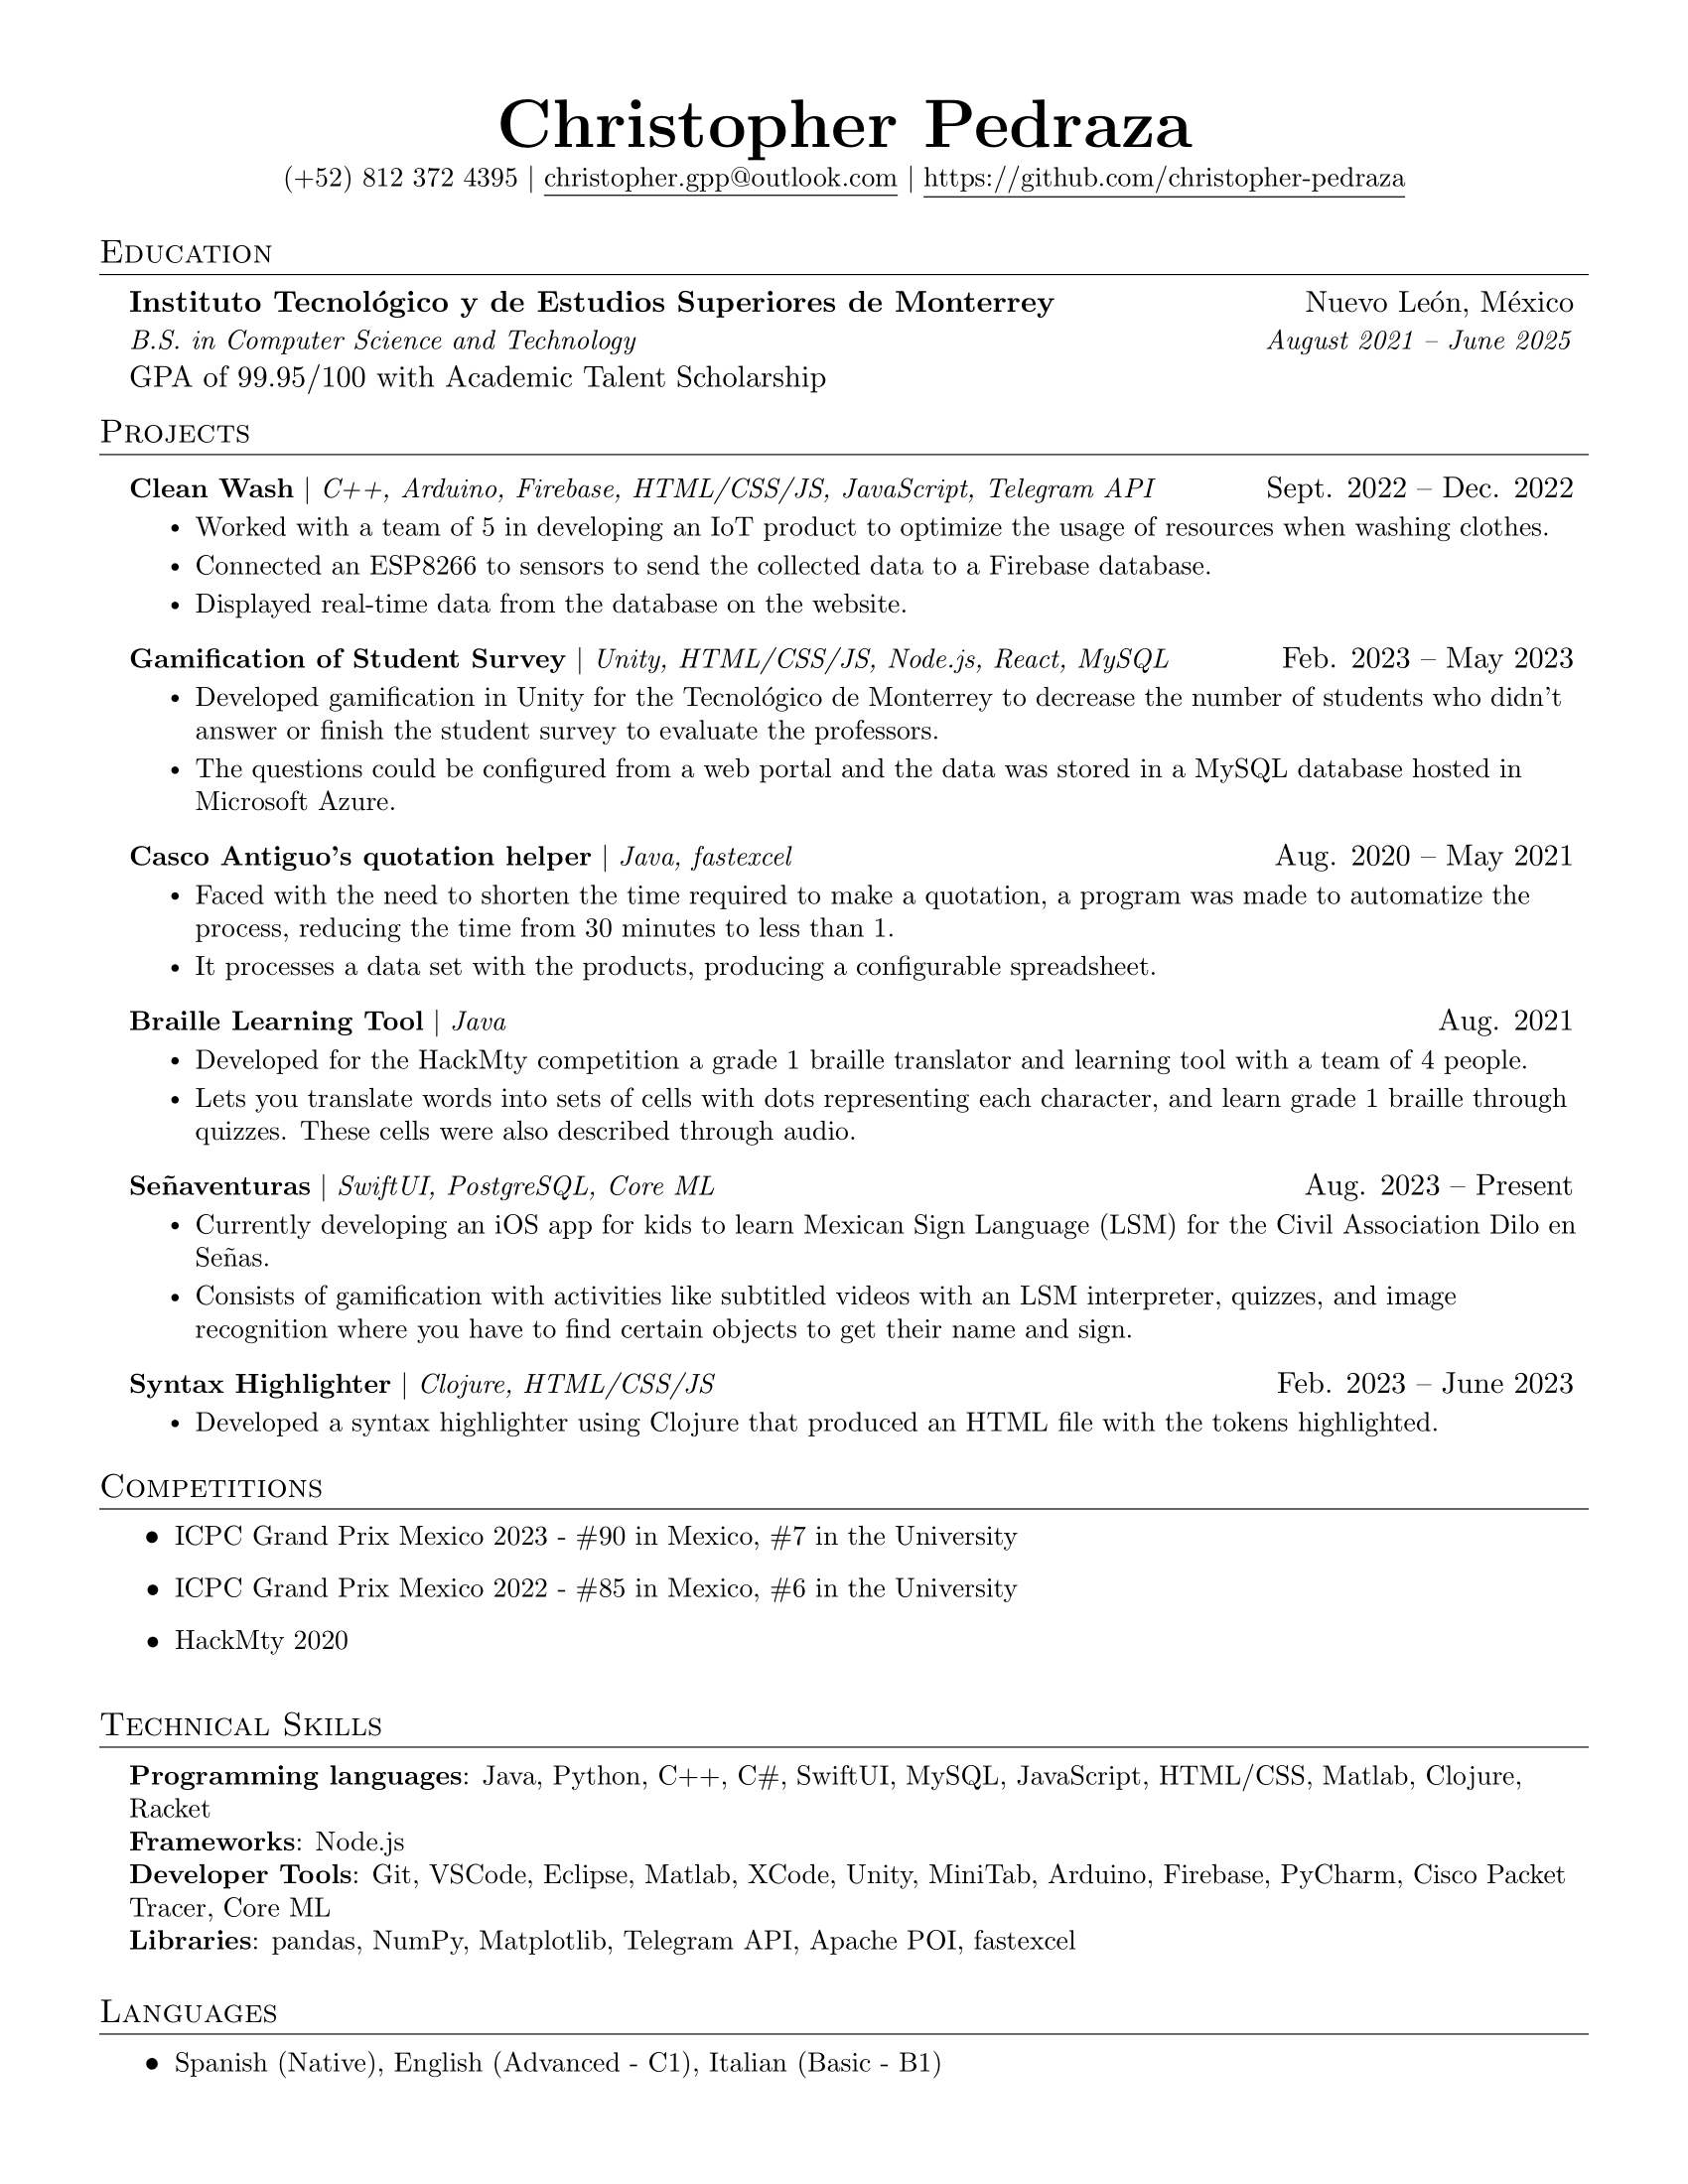 Christopher Pedraza
(+52) 812 372 4395 | christopher.gpp@outlook.com | https://github.com/christopher-pedraza
Education
Instituto Tecnológico y de Estudios Superiores de Monterrey Nuevo León, México
B.S. in Computer Science and Technology August 2021 – June 2025
GPA of 99.95/100 with Academic Talent Scholarship
Projects
Clean Wash | C++, Arduino, Firebase, HTML/CSS/JS, JavaScript, Telegram API Sept. 2022 – Dec. 2022
• Worked with a team of 5 in developing an IoT product to optimize the usage of resources when washing clothes.
• Connected an ESP8266 to sensors to send the collected data to a Firebase database.
• Displayed real-time data from the database on the website.
Gamification of Student Survey | Unity, HTML/CSS/JS, Node.js, React, MySQL Feb. 2023 – May 2023
• Developed gamification in Unity for the Tecnológico de Monterrey to decrease the number of students who didn't
answer or finish the student survey to evaluate the professors.
• The questions could be configured from a web portal and the data was stored in a MySQL database hosted in
Microsoft Azure.
Casco Antiguo's quotation helper | Java, fastexcel Aug. 2020 – May 2021
• Faced with the need to shorten the time required to make a quotation, a program was made to automatize the
process, reducing the time from 30 minutes to less than 1.
• It processes a data set with the products, producing a configurable spreadsheet.
Braille Learning Tool | Java Aug. 2021
• Developed for the HackMty competition a grade 1 braille translator and learning tool with a team of 4 people.
• Lets you translate words into sets of cells with dots representing each character, and learn grade 1 braille through
quizzes. These cells were also described through audio.
Señaventuras | SwiftUI, PostgreSQL, Core ML Aug. 2023 – Present
• Currently developing an iOS app for kids to learn Mexican Sign Language (LSM) for the Civil Association Dilo en
Señas.
• Consists of gamification with activities like subtitled videos with an LSM interpreter, quizzes, and image
recognition where you have to find certain objects to get their name and sign.
Syntax Highlighter | Clojure, HTML/CSS/JS Feb. 2023 – June 2023
• Developed a syntax highlighter using Clojure that produced an HTML file with the tokens highlighted.
Competitions
• ICPC Grand Prix Mexico 2023 - #90 in Mexico, #7 in the University
• ICPC Grand Prix Mexico 2022 - #85 in Mexico, #6 in the University
• HackMty 2020
Technical Skills
Programming languages: Java, Python, C++, C#, SwiftUI, MySQL, JavaScript, HTML/CSS, Matlab, Clojure,
Racket
Frameworks: Node.js
Developer Tools: Git, VSCode, Eclipse, Matlab, XCode, Unity, MiniTab, Arduino, Firebase, PyCharm, Cisco Packet
Tracer, Core ML
Libraries: pandas, NumPy, Matplotlib, Telegram API, Apache POI, fastexcel
Languages
• Spanish (Native), English (Advanced - C1), Italian (Basic - B1)